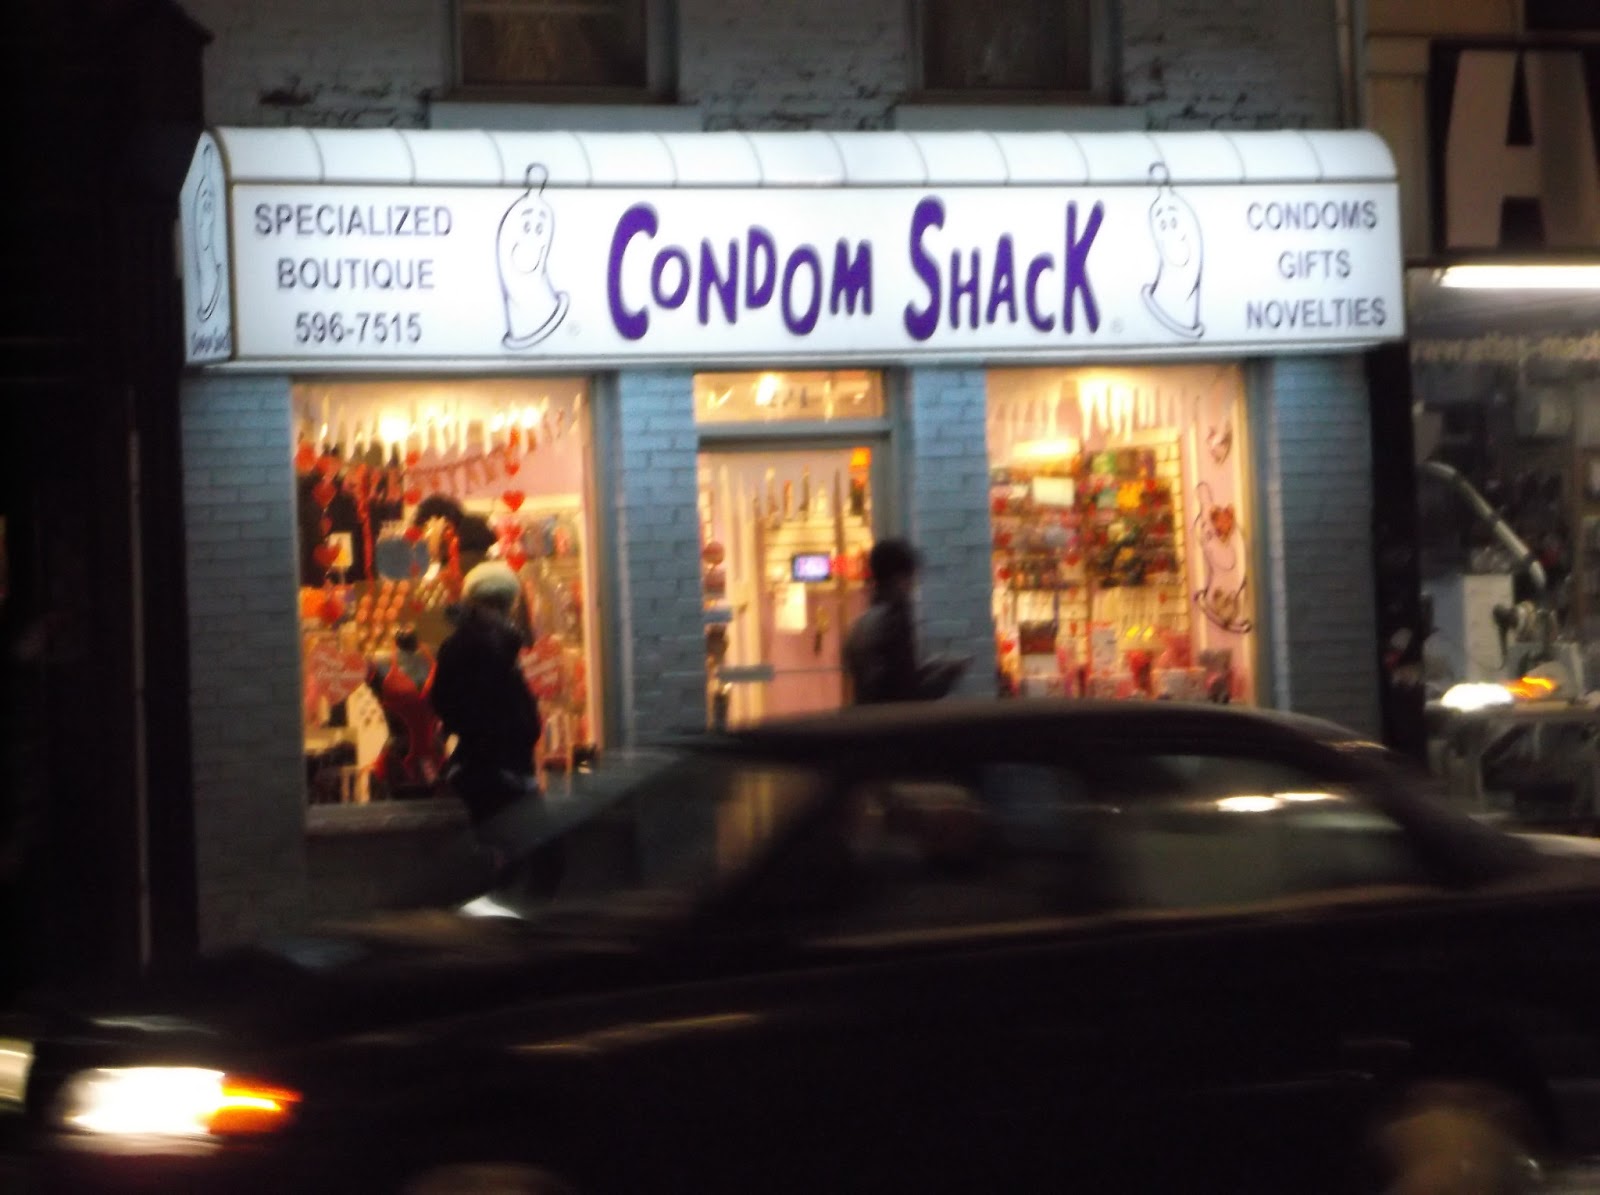 SPECIALIZED
BOUTIQUE
596-7515
CONDOM SHACK
CONDOMS
GIFTS
NOVELTIES
A